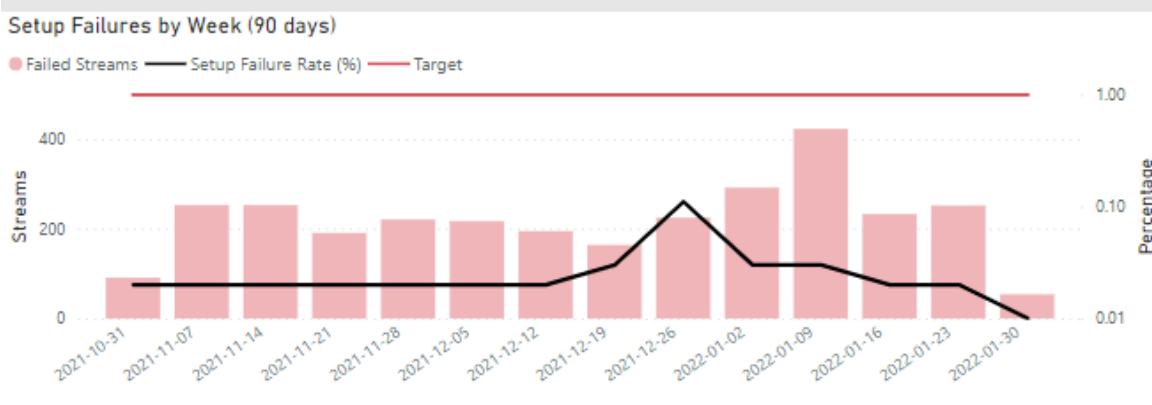 Setup Failures by Week (90 days)
Failed Streams Setup Failure Rate (%) Target
Streams
400
200
0
1.00
0.10
0.01
Percentage
2021-10-31 2021-11-07 2021-11-14 2021-11-21 2021-11-28 2021-12-05 2021-12-12 2021-12-19 2021-12-26 2022-01-02 2022-01-09 2022-01-16 2022-01-23 2022-01-30